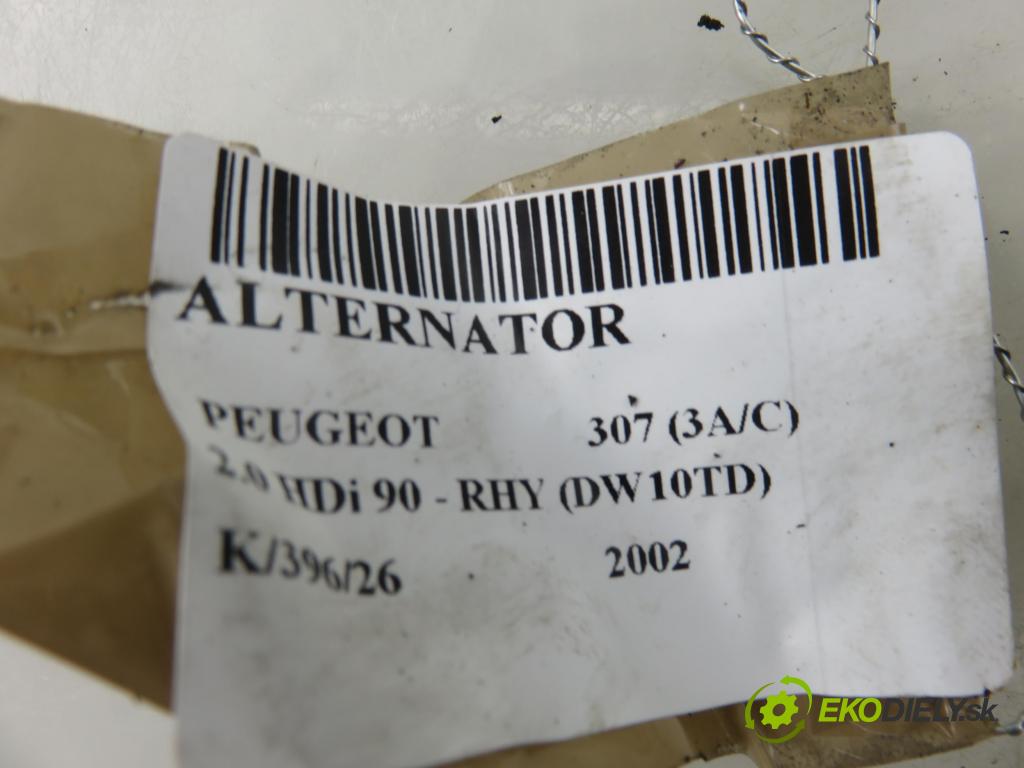 ALTERNATOR
PEUGEOT 307 (3A/C)
2.0 HDi 90 - RHY (DW10TD)
K/396/26 2002
EKODIELY.sk